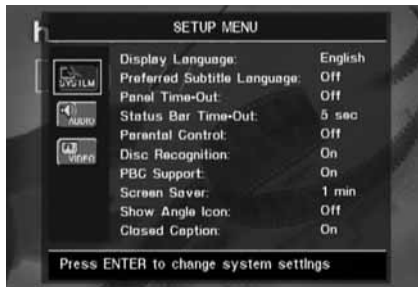 h
SETUP MENU
SYSTEM
AUDIO
VIDEO
Display Language: English
Preferred Subtitle Language: Off
Panel Time-Out: Off
Status Bar Time-Out: 5 sec
Parental Control: Off
Disc Recognition: On
PBC Support: On
Screen Saver: 1 min
Show Angle Icon: Off
Closed Caption: On
Press ENTER to change system settings